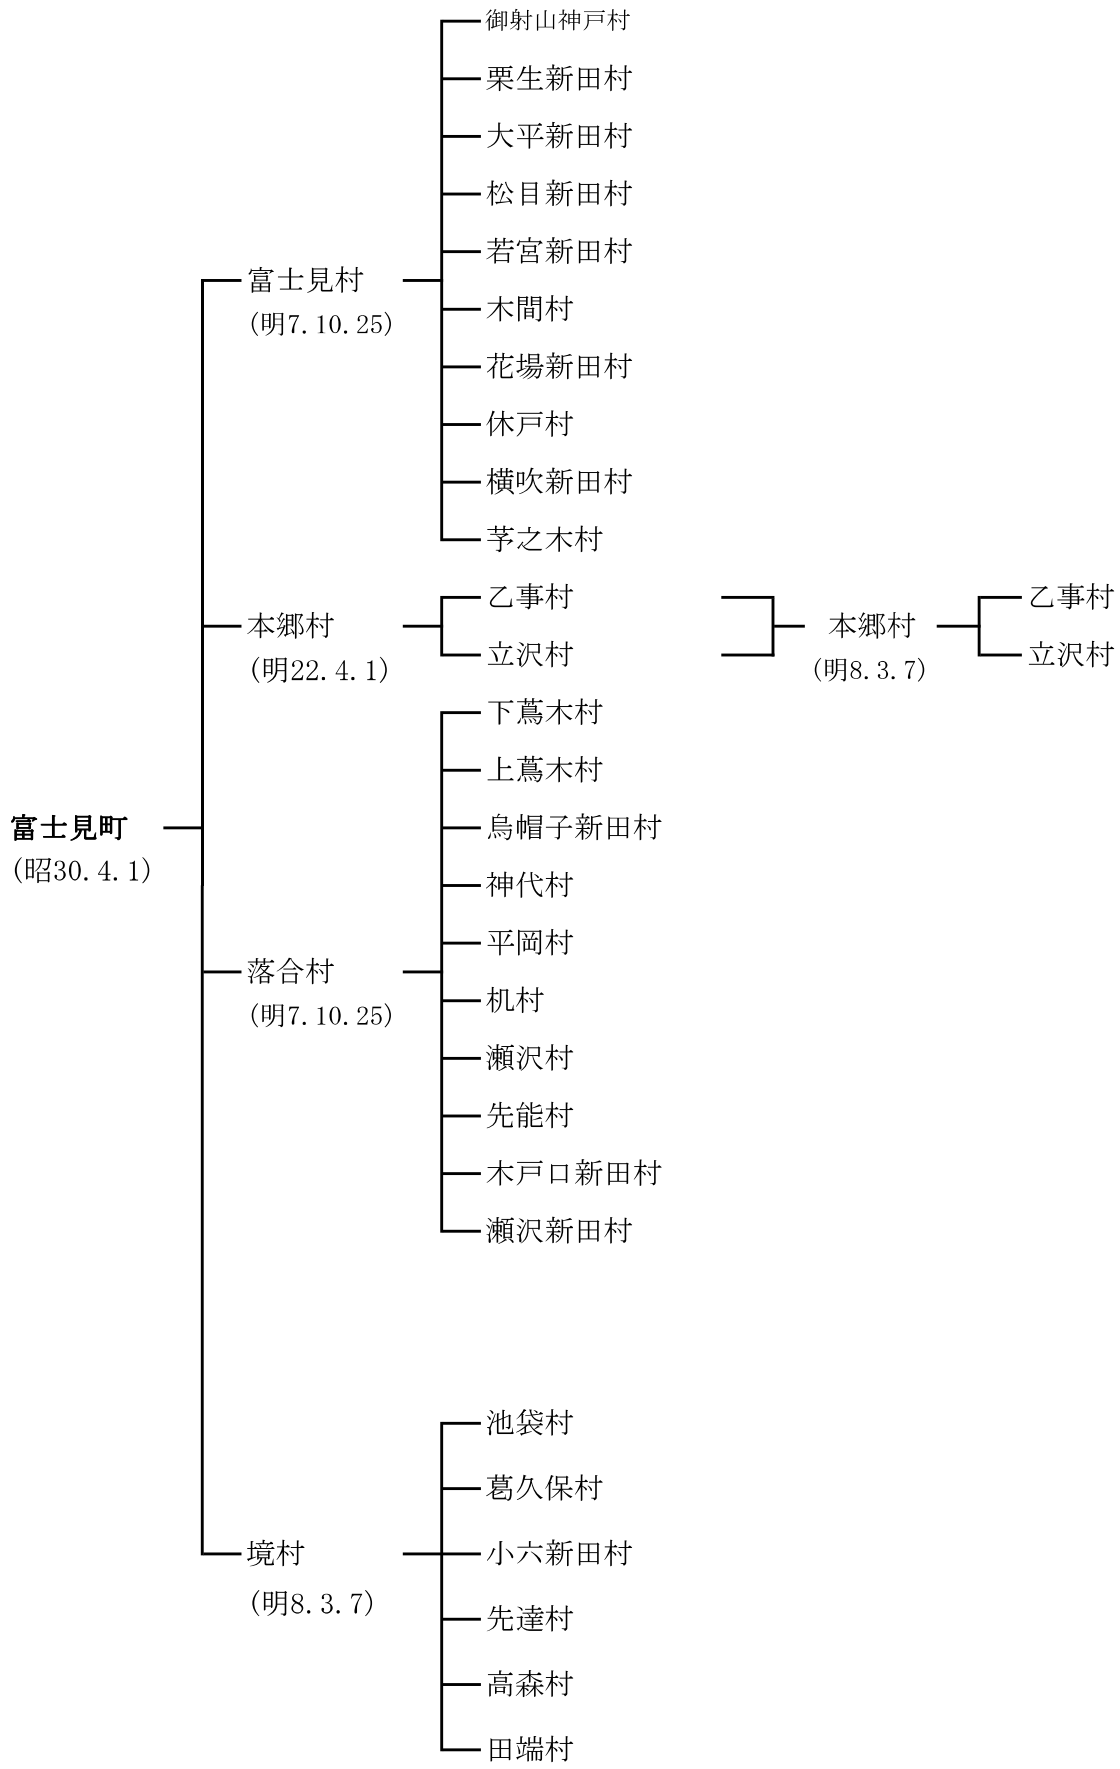 御射山神戸村
栗生新田村
大平新田村
松目新田村
若宮新田村
富士見村
(明7.10.25)
木間村
花場新田村
休戸村
横吹新田村
芓之木村
乙事村
乙事村
本郷村
(明22.4.1)
本郷村
(明8.3.7)
立沢村
立沢村
下蔦木村
上蔦木村
富士見町
(昭30.4.1)
烏帽子新田村
神代村
平岡村
落合村
(明7.10.25)
机村
瀬沢村
先能村
木戸口新田村
瀬沢新田村
池袋村
葛久保村
境村
(明8.3.7)
小六新田村
先達村
高森村
田端村